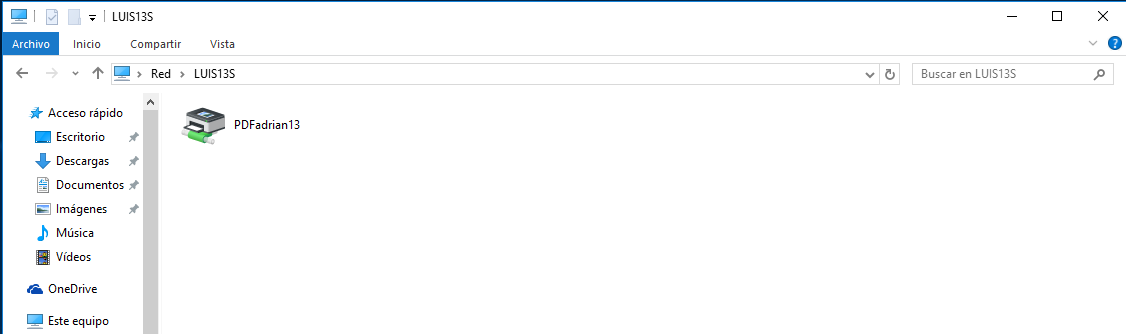 LUIS13S
Archivo Inicio Compartir Vista
Red LUIS13S Buscar en LUIS13S
Acceso rápido
Escritorio
Descargas
Documentos
Imágenes
Música
Vídeos
OneDrive
Este equipo
PDFadrian13